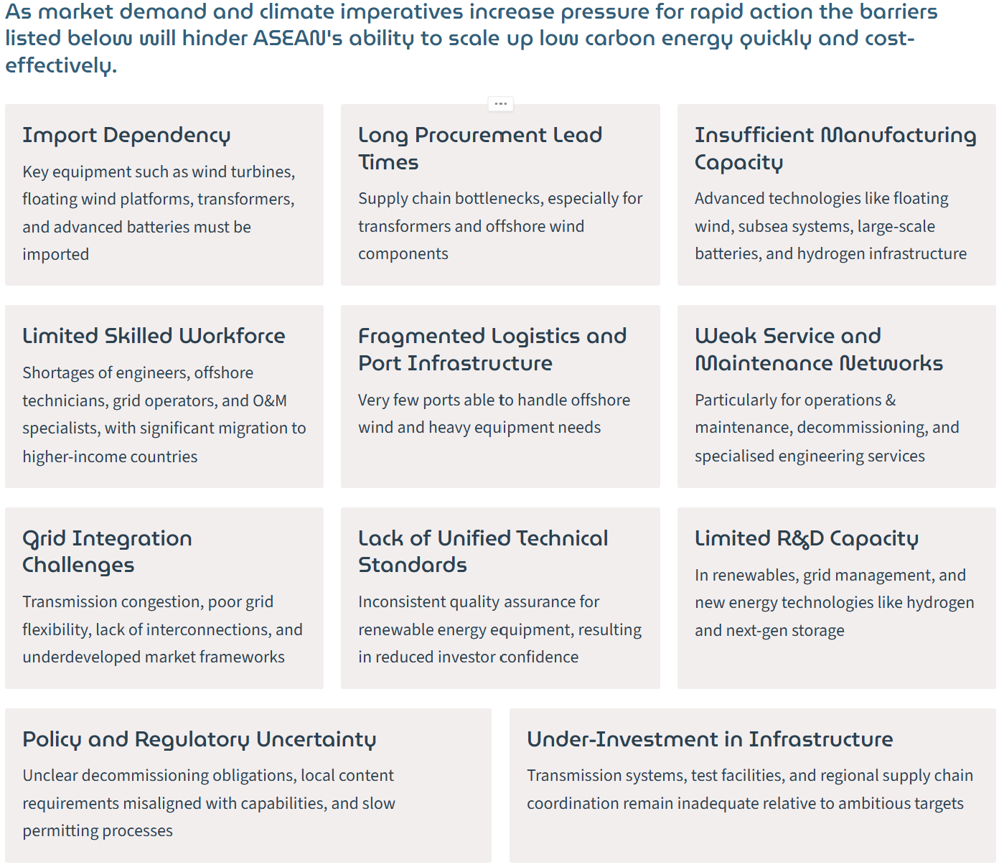 As market demand and climate imperatives increase pressure for rapid action the barriers
listed below will hinder ASEAN's ability to scale up low carbon energy quickly and cost-
effectively.
Import Dependency
Key equipment such as wind turbines,
floating wind platforms, transformers,
and advanced batteries must be
imported
Long Procurement Lead
Times
Supply chain bottlenecks, especially for
transformers and offshore wind
components
Insufficient Manufacturing
Capacity
Advanced technologies like floating
wind, subsea systems, large-scale
batteries, and hydrogen infrastructure
Limited Skilled Workforce
Shortages of engineers, offshore
technicians, grid operators, and O&M
specialists, with significant migration to
higher-income countries
Fragmented Logistics and
Port Infrastructure
Very few ports able to handle offshore
wind and heavy equipment needs
Weak Service and
Maintenance Networks
Particularly for operations &
maintenance, decommissioning, and
specialised engineering services
Grid Integration
Challenges
Transmission congestion, poor grid
flexibility, lack of interconnections, and
underdeveloped market frameworks
Lack of Unified Technical
Standards
Inconsistent quality assurance for
renewable energy equipment, resulting
in reduced investor confidence
Limited R&D Capacity
In renewables, grid management, and
new energy technologies like hydrogen
and next-gen storage
Policy and Regulatory Uncertainty
Unclear decommissioning obligations, local content
requirements misaligned with capabilities, and slow
permitting processes
Under-Investment in Infrastructure
Transmission systems, test facilities, and regional supply chain
coordination remain inadequate relative to ambitious targets